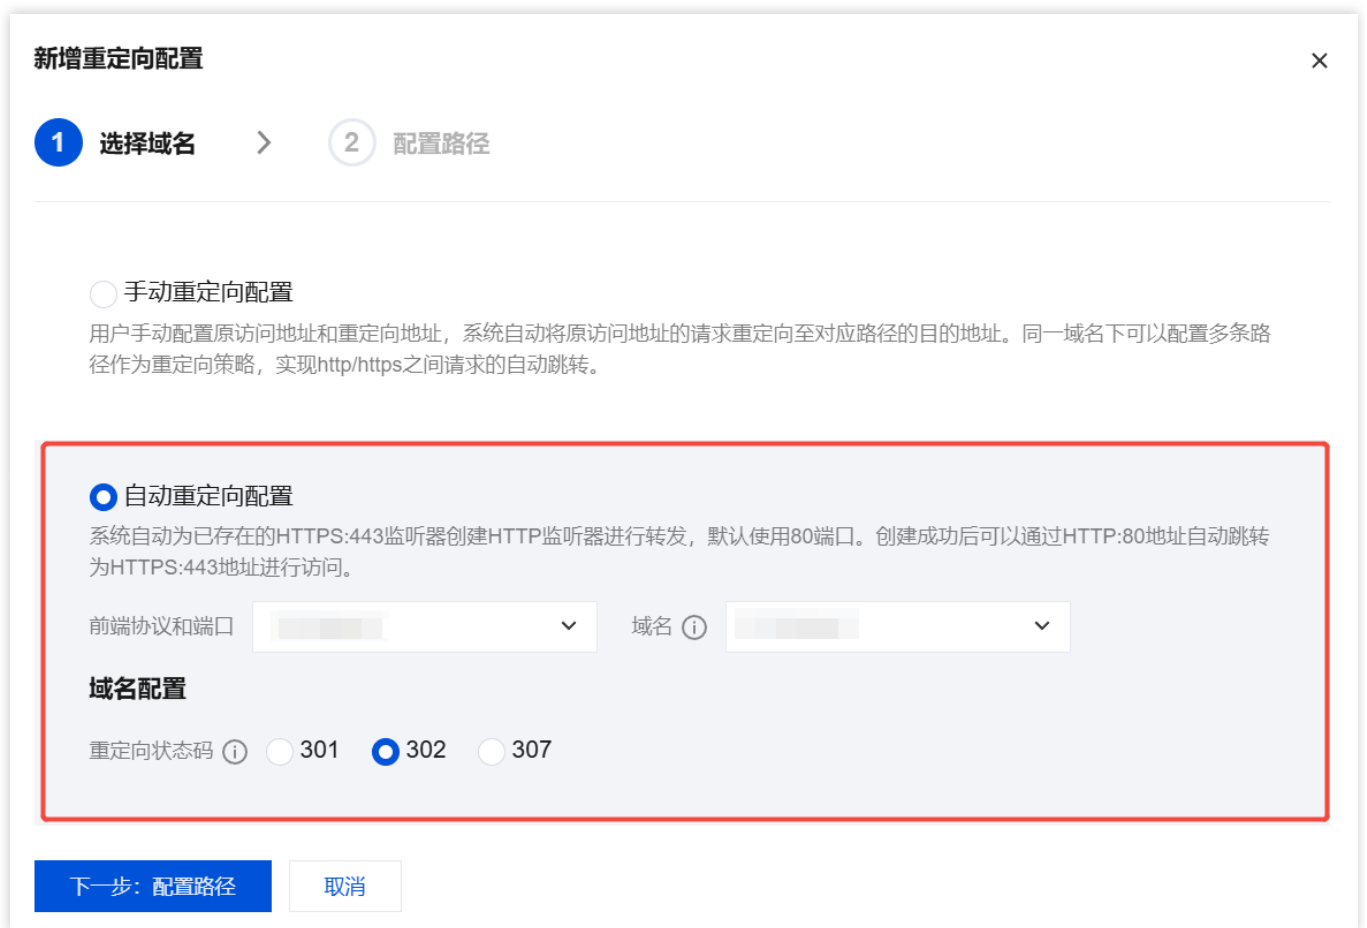 新增重定向配置
1 选择域名 2 配置路径
手动重定向配置
用户手动配置原访问地址和重定向地址，系统自动将原访问地址的请求重定向至对应路径的目的地址。同一域名下可以配置多条路
径作为重定向策略，实现http/https之间请求的自动跳转。
自动重定向配置
系统自动为已存在的HTTPS:443监听器创建HTTP监听器进行转发，默认使用80端口。创建成功后可以通过HTTP:80地址自动跳转
为HTTPS:443地址进行访问。
前端协议和端口 域名
域名配置
重定向状态码 301 302 307
下一步：配置路径 取消